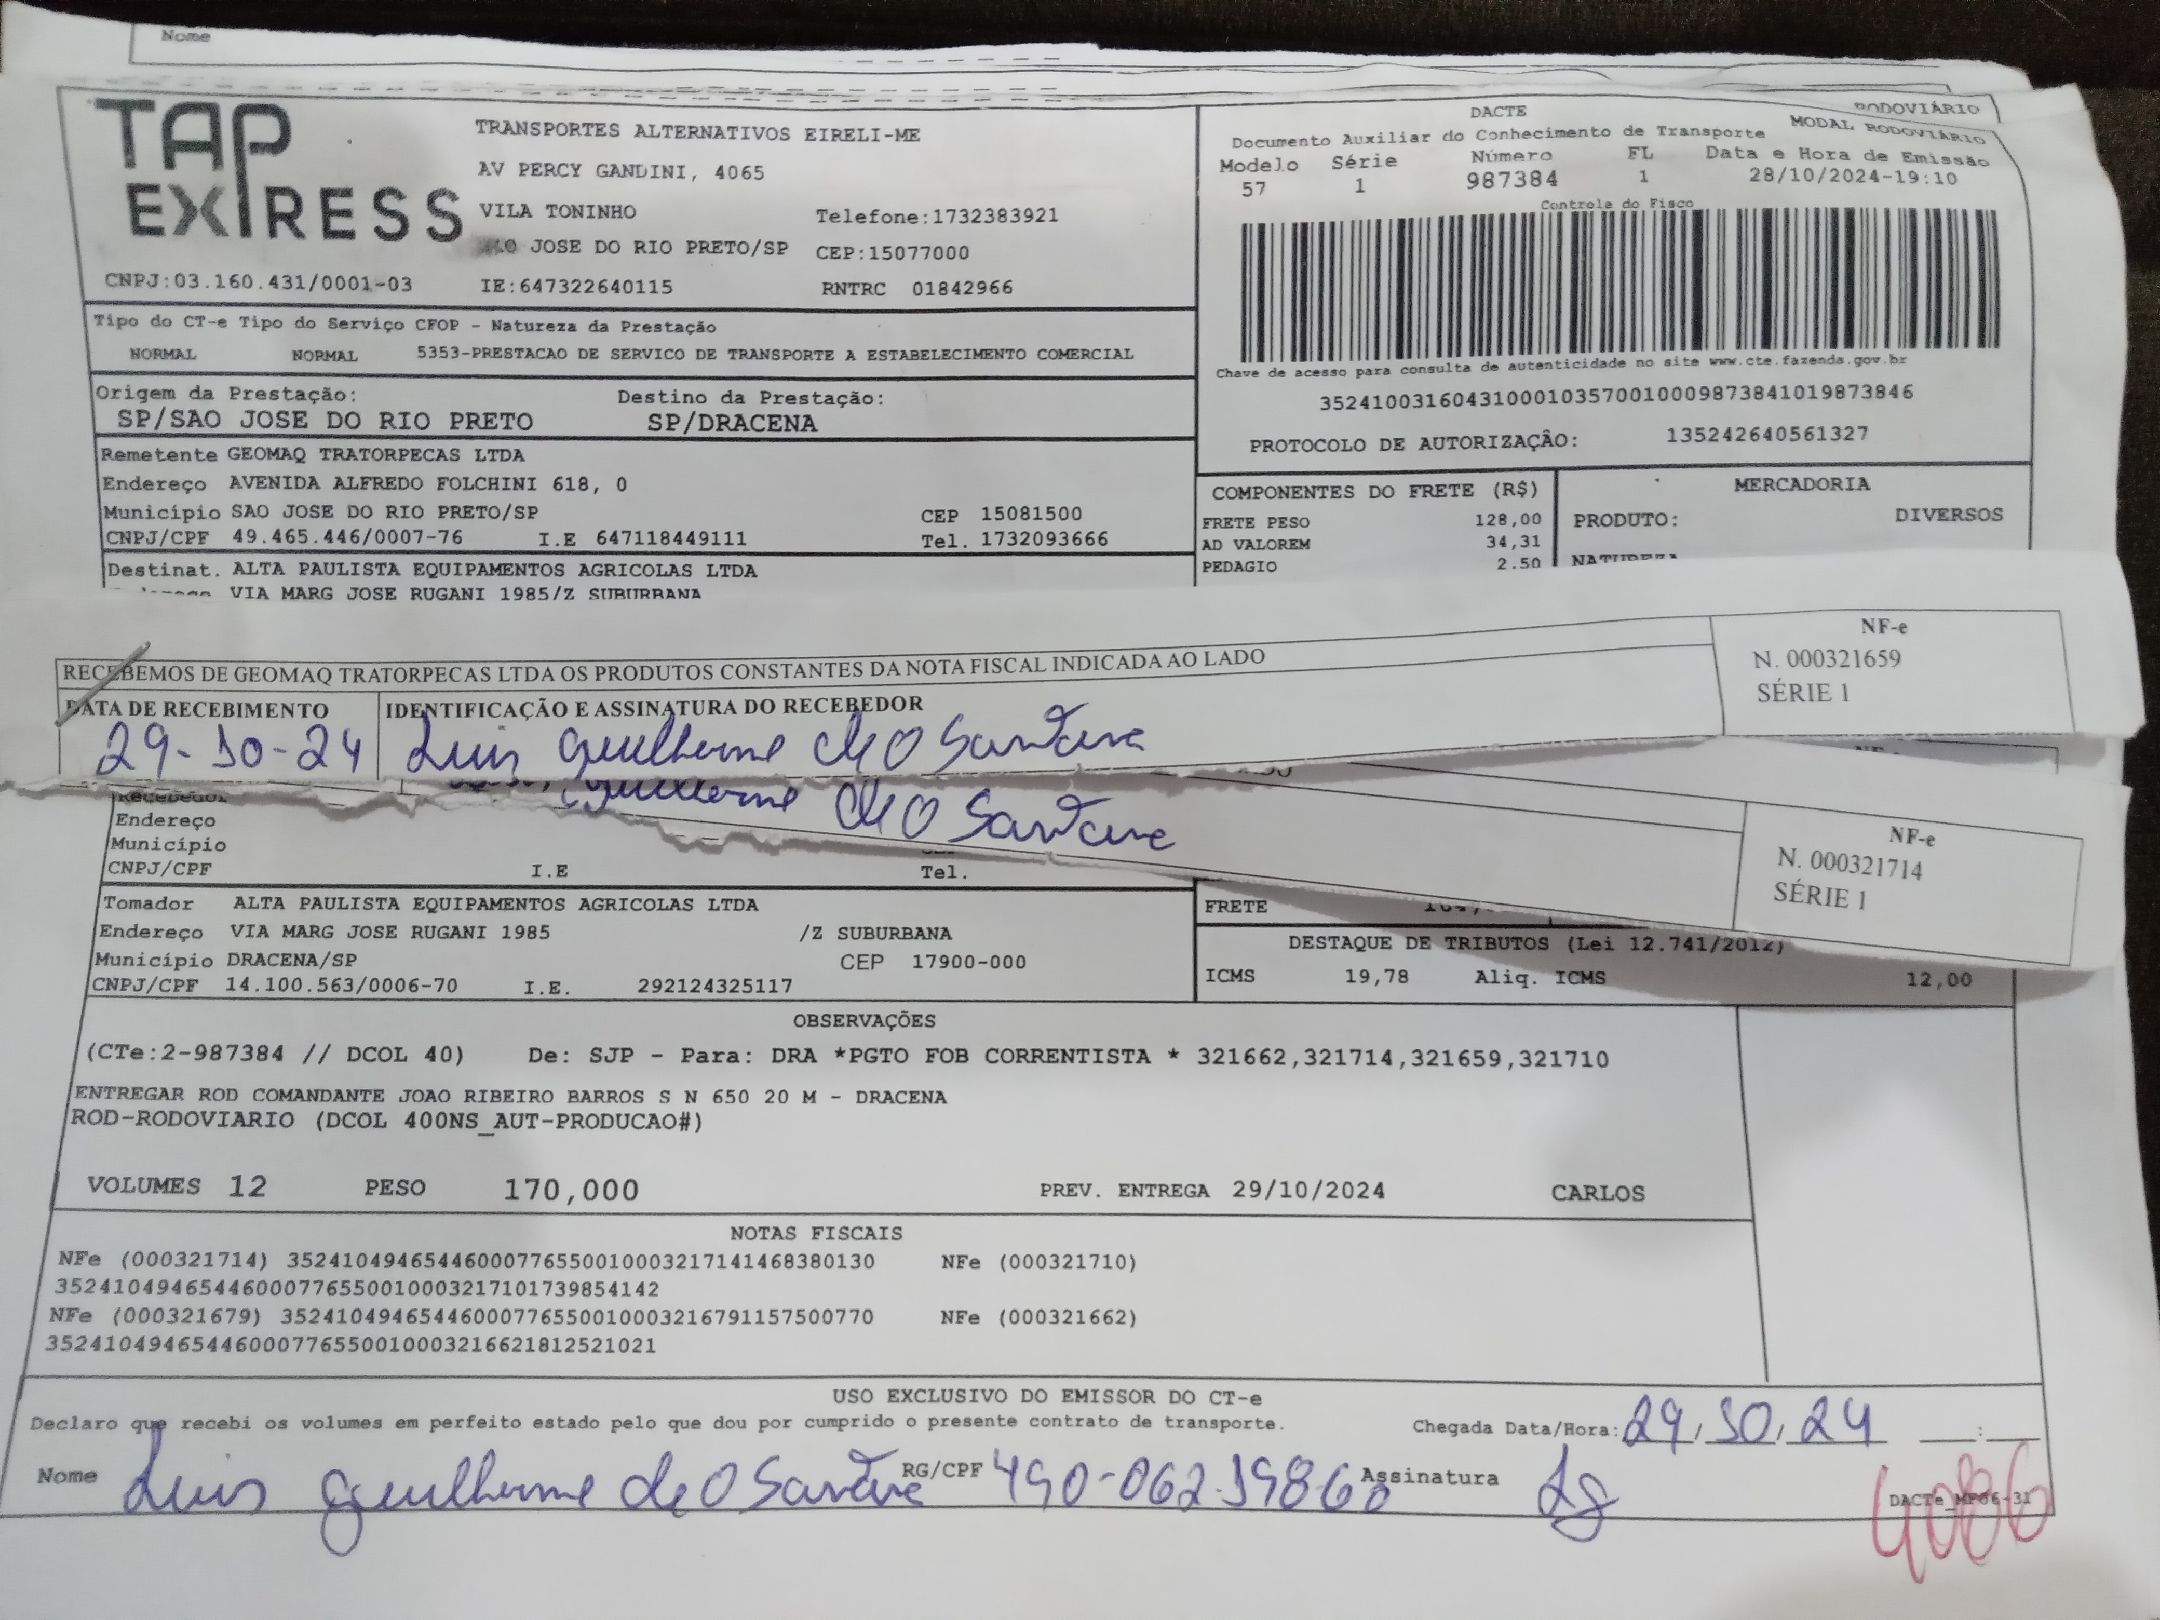 Nome
TAP EXPRESS
TRANSPORTES ALTERNATIVOS EIRELI-ME
AV PERCY GANDINI, 4065
VILA TONINHO Telefone:1732383921
JOSE DO RIO PRETO/SP CEP:15077000
CNPJ:03.160.431/0001-03 IE:647322640115 RNTRC 01842966
RODOVIÁRIO
DACTE MODAL RODOVIÁRIO
Documento Auxiliar do Conhecimento de Transporte
Modelo Série Número FL Data e Hora de Emissão
57 1 987384 1 28/10/2024-19:10
Controle do Fisco
Chave de acesso para consulta de autenticidade no site www.cte.fazenda.gov.br
35241003160431000103570010009873841019873846
PROTOCOLO DE AUTORIZAÇÃO: 135242640561327
Tipo do CT-e Tipo do Serviço CFOP - Natureza da Prestação
NORMAL NORMAL 5353-PRESTACAO DE SERVICO DE TRANSPORTE A ESTABELECIMENTO COMERCIAL
Origem da Prestação: Destino da Prestação:
SP/SAO JOSE DO RIO PRETO SP/DRACENA
Remetente GEOMAQ TRATORPECAS LTDA
Endereço AVENIDA ALFREDO FOLCHINI 618, 0
Município SAO JOSE DO RIO PRETO/SP CEP 15081500
CNPJ/CPF 49.465.446/0007-76 I.E 647118449111 Tel. 1732093666
Destinat. ALTA PAULISTA EQUIPAMENTOS AGRICOLAS LTDA
VIA MARG JOSE RUGANI 1985/Z SUBURBANA
COMPONENTES DO FRETE (R$) MERCADORIA
FRETE PESO 128,00 PRODUTO: DIVERSOS
AD VALOREM 34,31
PEDAGIO 2.50 NATUREZA
RECEBEMOS DE GEOMAQ TRATORPECAS LTDA OS PRODUTOS CONSTANTES DA NOTA FISCAL INDICADA AO LADO
DATA DE RECEBIMENTO IDENTIFICAÇÃO E ASSINATURA DO RECEBEDOR
29-10-24 Luis Guilherme de O Santana
NF-e
N. 000321659
SÉRIE 1
Guilherme de O Santana
NF-e
N. 000321714
SÉRIE 1
Recebedor
Endereço
Município
CNPJ/CPF I.E Tel.
Tomador ALTA PAULISTA EQUIPAMENTOS AGRICOLAS LTDA
Endereço VIA MARG JOSE RUGANI 1985 /Z SUBURBANA
Município DRACENA/SP CEP 17900-000
CNPJ/CPF 14.100.563/0006-70 I.E. 292124325117
FRETE
DESTAQUE DE TRIBUTOS (Lei 12.741/2012)
ICMS 19,78 Aliq. ICMS 12,00
OBSERVAÇÕES
(CTe:2-987384 // DCOL 40) De: SJP - Para: DRA *PGTO FOB CORRENTISTA * 321662,321714,321659,321710
ENTREGAR ROD COMANDANTE JOAO RIBEIRO BARROS S N 650 20 M - DRACENA
ROD-RODOVIARIO (DCOL 400NS_AUT-PRODUCAO#)
VOLUMES 12 PESO 170,000 PREV. ENTREGA 29/10/2024 CARLOS
NOTAS FISCAIS
NFe (000321714) 35241049465446000776550010003217141468380130 NFe (000321710)
35241049465446000776550010003217101739854142
NFe (000321679) 35241049465446000776550010003216791157500770 NFe (000321662)
35241049465446000776550010003216621812521021
USO EXCLUSIVO DO EMISSOR DO CT-e
Declaro que recebi os volumes em perfeito estado pelo que dou por cumprido o presente contrato de transporte. Chegada Data/Hora: 29/10/24 :
Nome Luis Guilherme de O Santana RG/CPF 490-062-198-60 Assinatura
4086